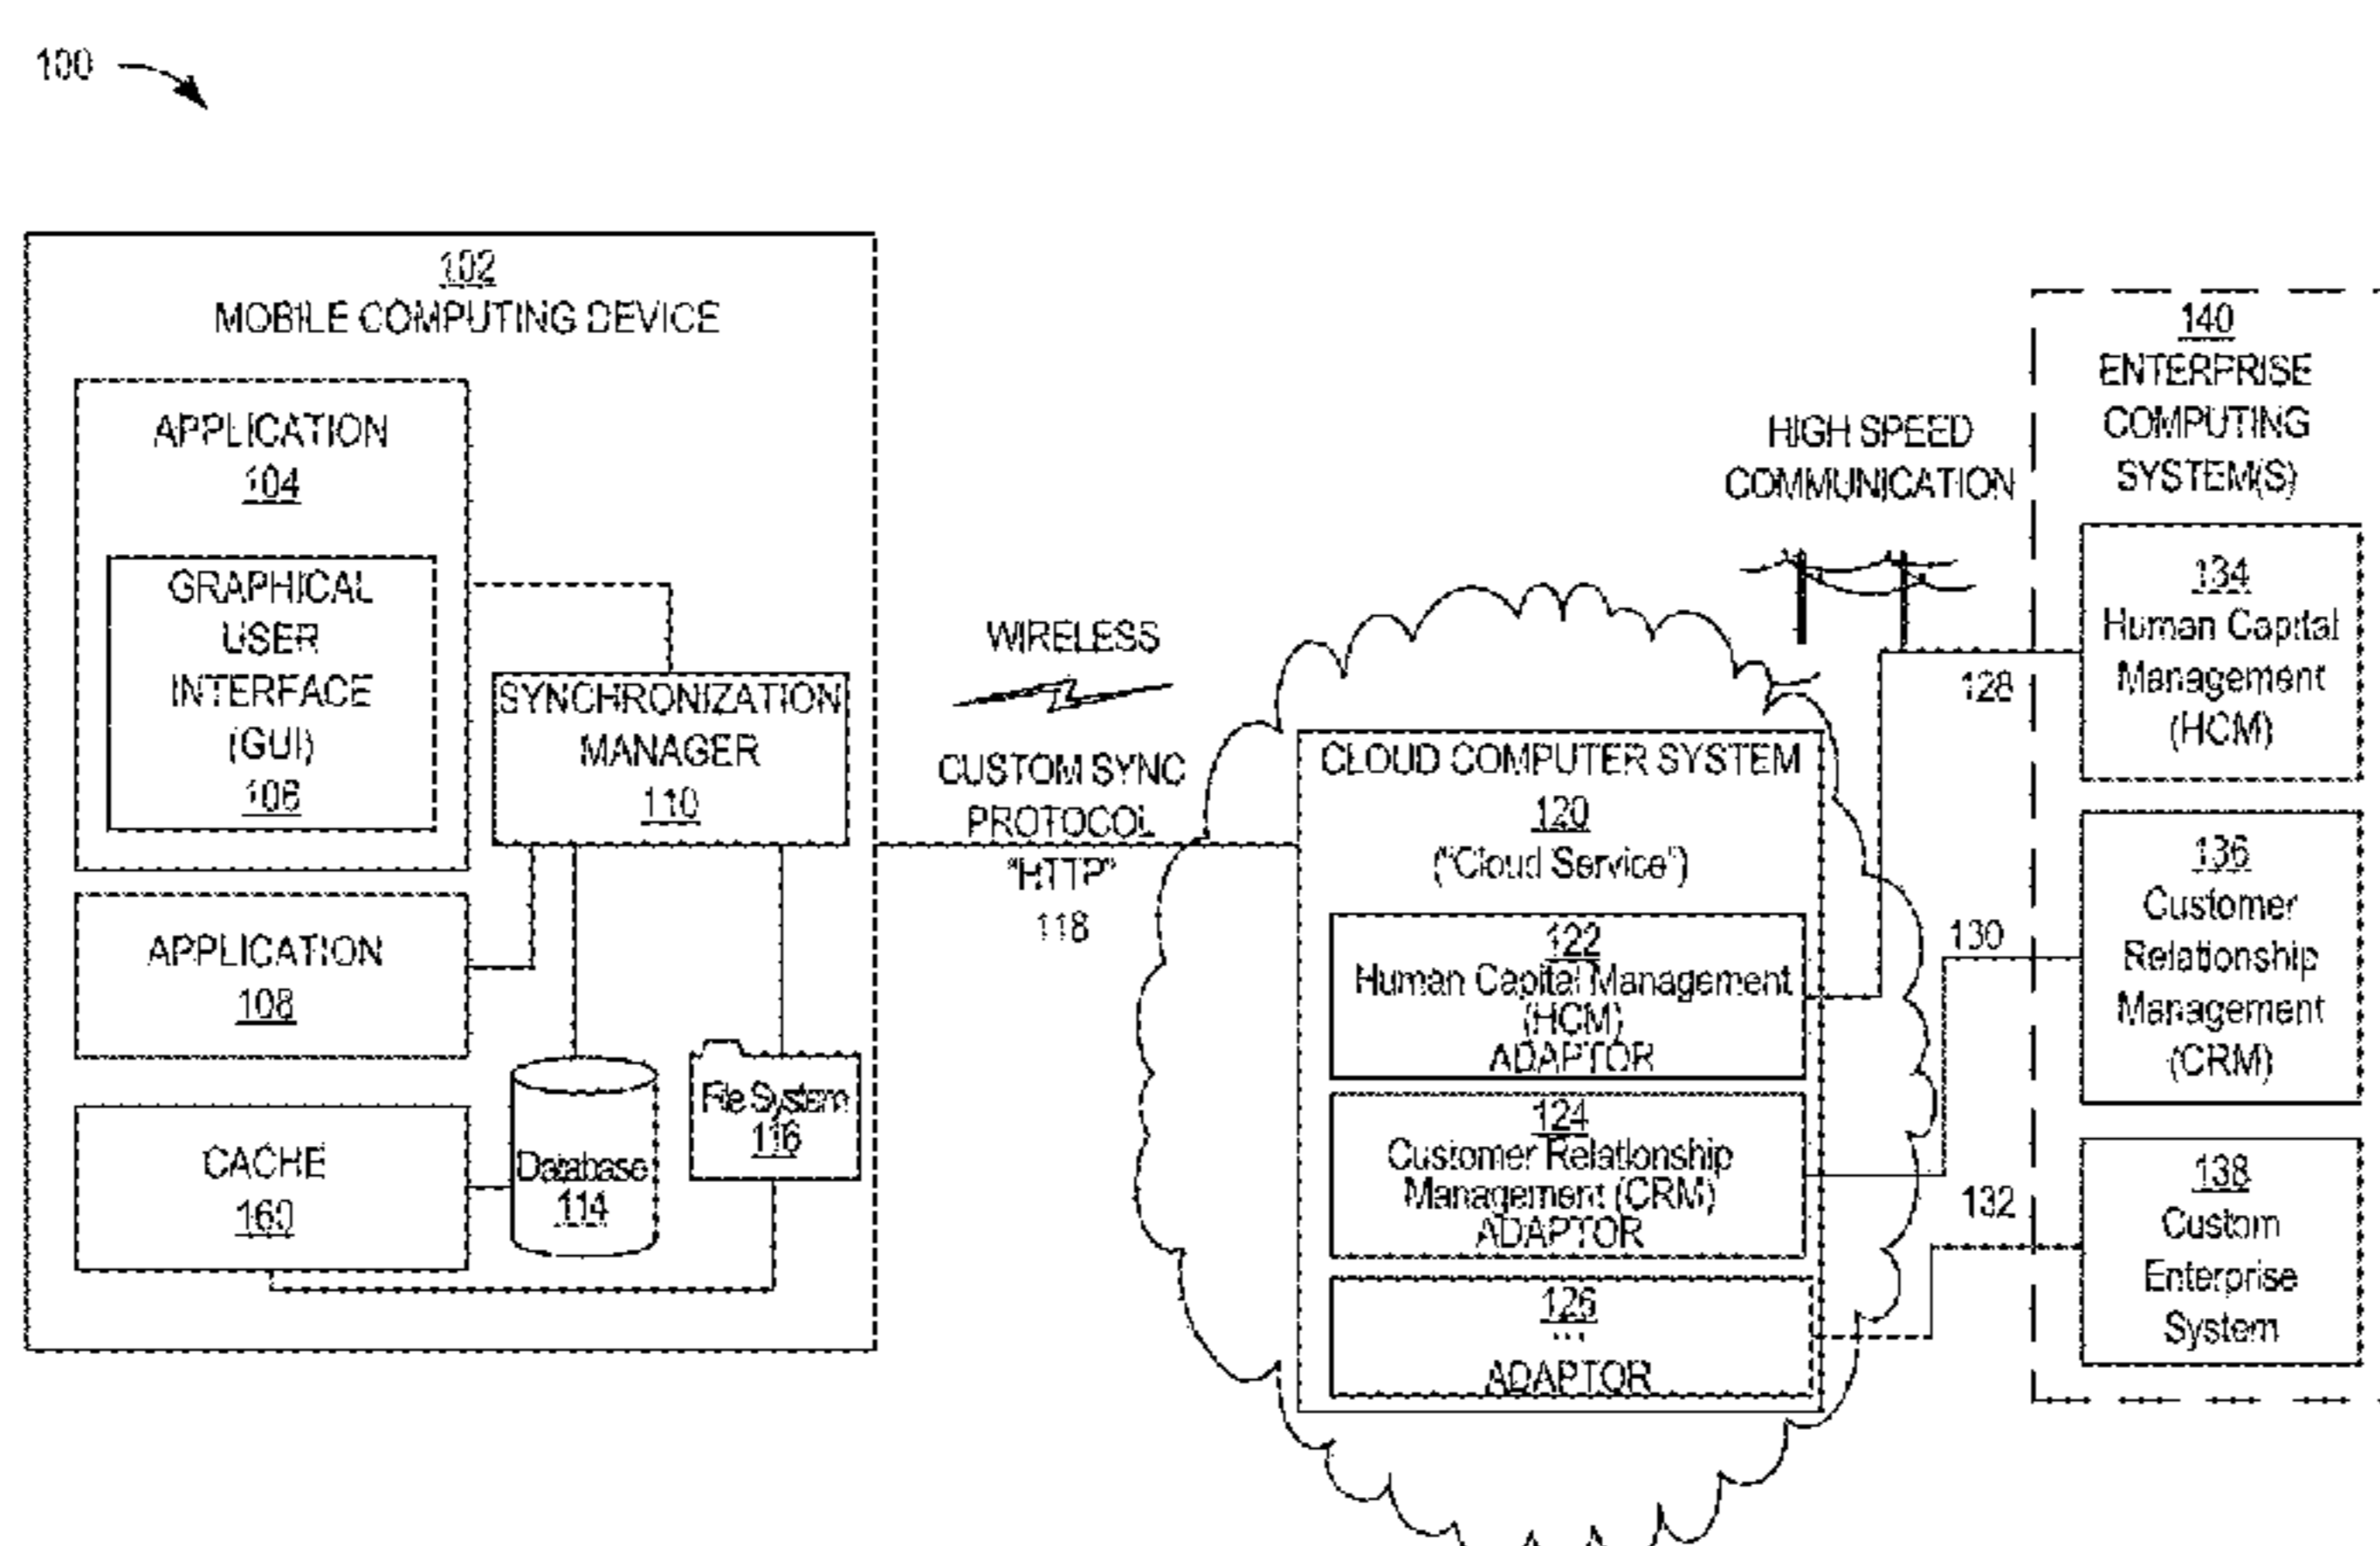 100
102
MOBILE COMPUTING DEVICE
APPLICATION
104
GRAPHICAL
USER
INTERFACE
(GUI)
106
SYNCHRONIZATION
MANAGER
110
APPLICATION
108
CACHE
160
Database
114
File System
116
WIRELESS
CUSTOM SYNC
PROTOCOL
"HTTP"
118
CLOUD COMPUTER SYSTEM
120
("Cloud Service")
122
Human Capital Management
(HCM)
ADAPTOR
124
Customer Relationship
Management (CRM)
ADAPTOR
126
...
ADAPTOR
HIGH SPEED
COMMUNICATION
128
130
132
140
ENTERPRISE
COMPUTING
SYSTEM(S)
134
Human Capital
Management
(HCM)
136
Customer
Relationship
Management
(CRM)
138
Custom
Enterprise
System